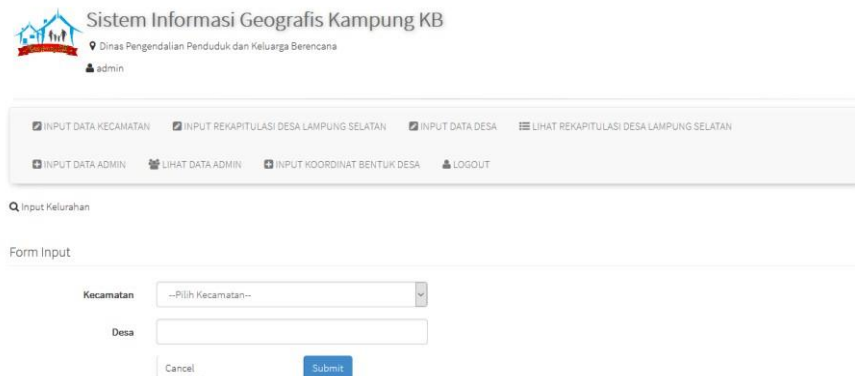 Sistem Informasi Geografis Kampung KB
Dinas Pengendalian Penduduk dan Keluarga Berencana
admin
INPUT DATA KECAMATAN INPUT REKAPITULASI DESA LAMPUNG SELATAN INPUT DATA DESA LIHAT REKAPITULASI DESA LAMPUNG SELATAN
INPUT DATA ADMIN LIHAT DATA ADMIN INPUT KOORDINAT BENTUK DESA LOGOUT
Input Kelurahan
Form Input
Kecamatan --Pilih Kecamatan--
Desa
Cancel Submit